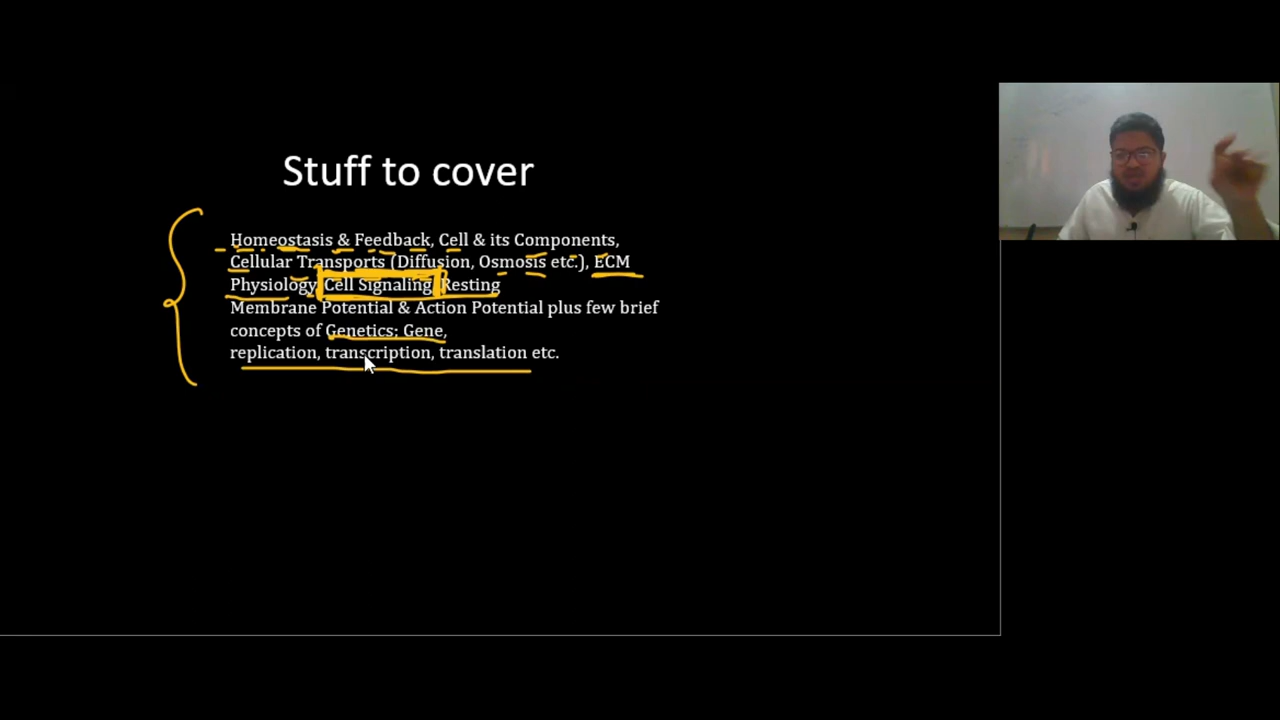 Stuff to cover
Homeostasis & Feedback, Cell & its Components,
Cellular Transports (Diffusion, Osmosis etc.), ECM
Physiology, Cell Signaling, Resting
Membrane Potential & Action Potential plus few brief
concepts of Genetics; Gene,
replication, transcription, translation etc.